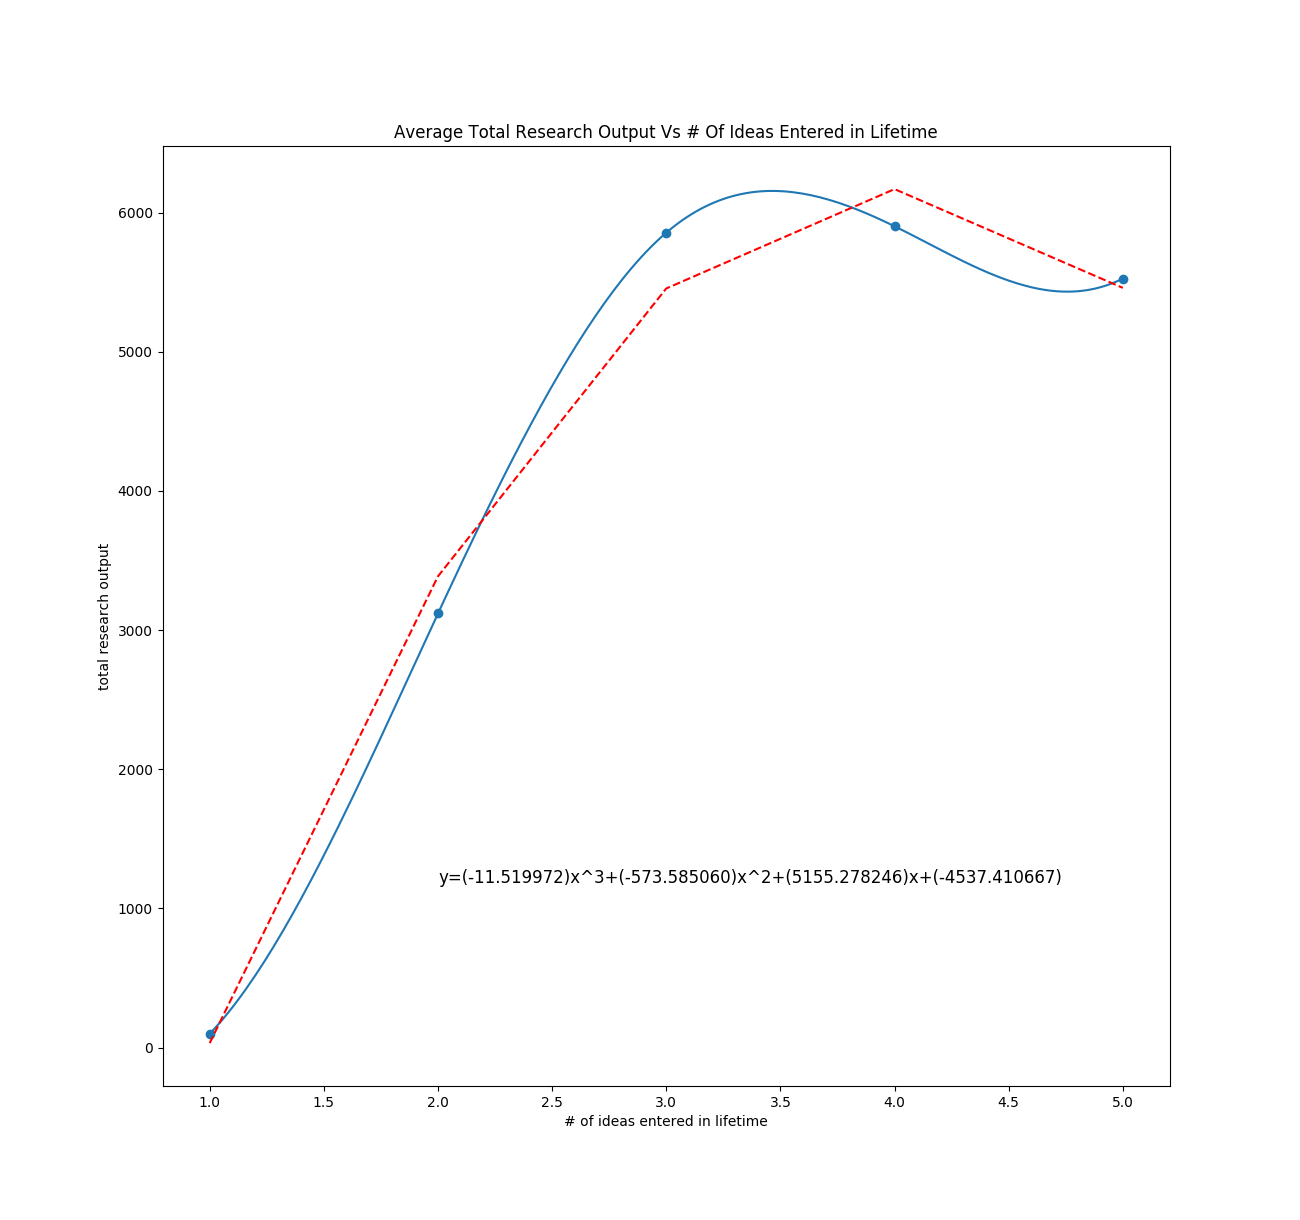 Average Total Research Output Vs # Of Ideas Entered in Lifetime
6000
5000
4000
3000
2000
1000
0
total research output
y=(-11.519972)x^3+(-573.585060)x^2+(5155.278246)x+(-4537.410667)
1.0 1.5 2.0 2.5 3.0 3.5 4.0 4.5 5.0
# of ideas entered in lifetime